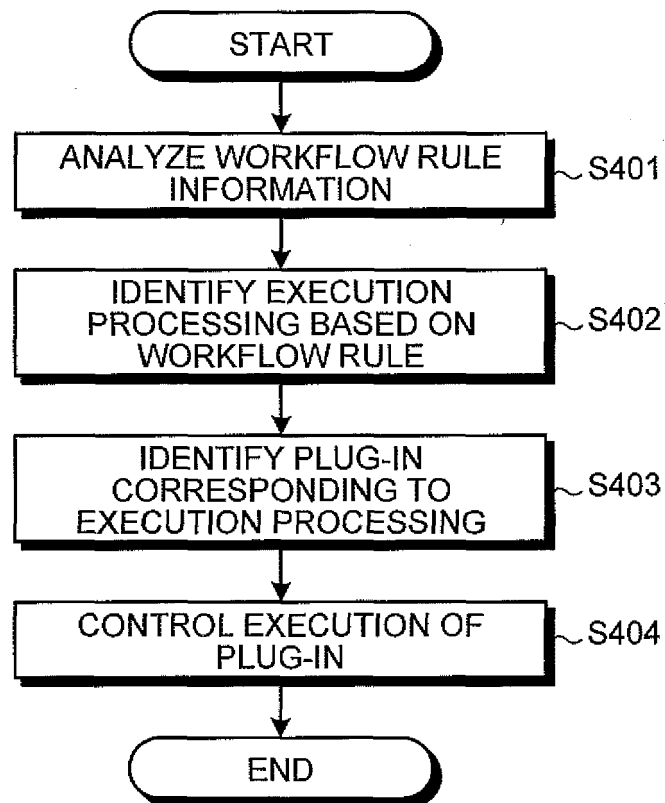 START
ANALYZE WORKFLOW RULE
INFORMATION
S401
IDENTIFY EXECUTION
PROCESSING BASED ON
WORKFLOW RULE
S402
IDENTIFY PLUG-IN
CORRESPONDING TO
EXECUTION PROCESSING
S403
CONTROL EXECUTION OF
PLUG-IN
S404
END